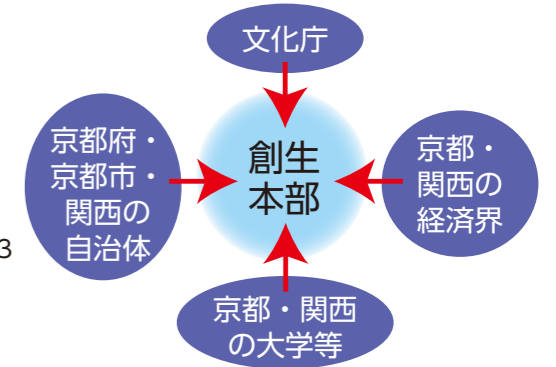 文化庁
京都府・
京都市・
関西の
自治体
創生
本部
京都・
関西の
経済界
京都・関西
の大学等
3